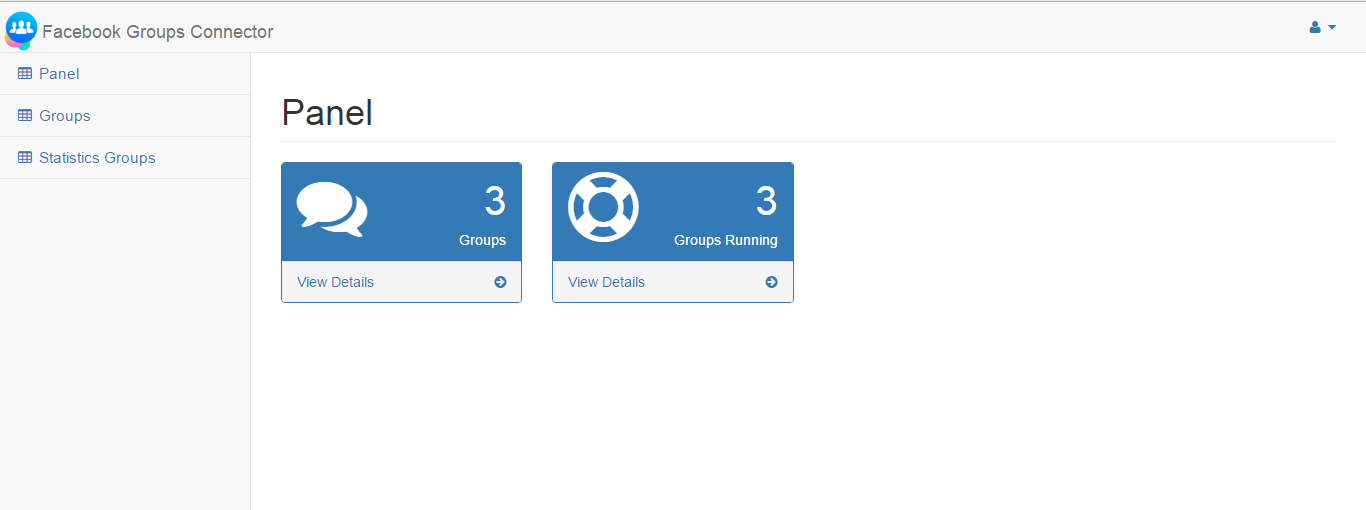 Facebook Groups Connector
Panel
Groups
Statistics Groups
Panel
3
Groups
View Details
3
Groups Running
View Details